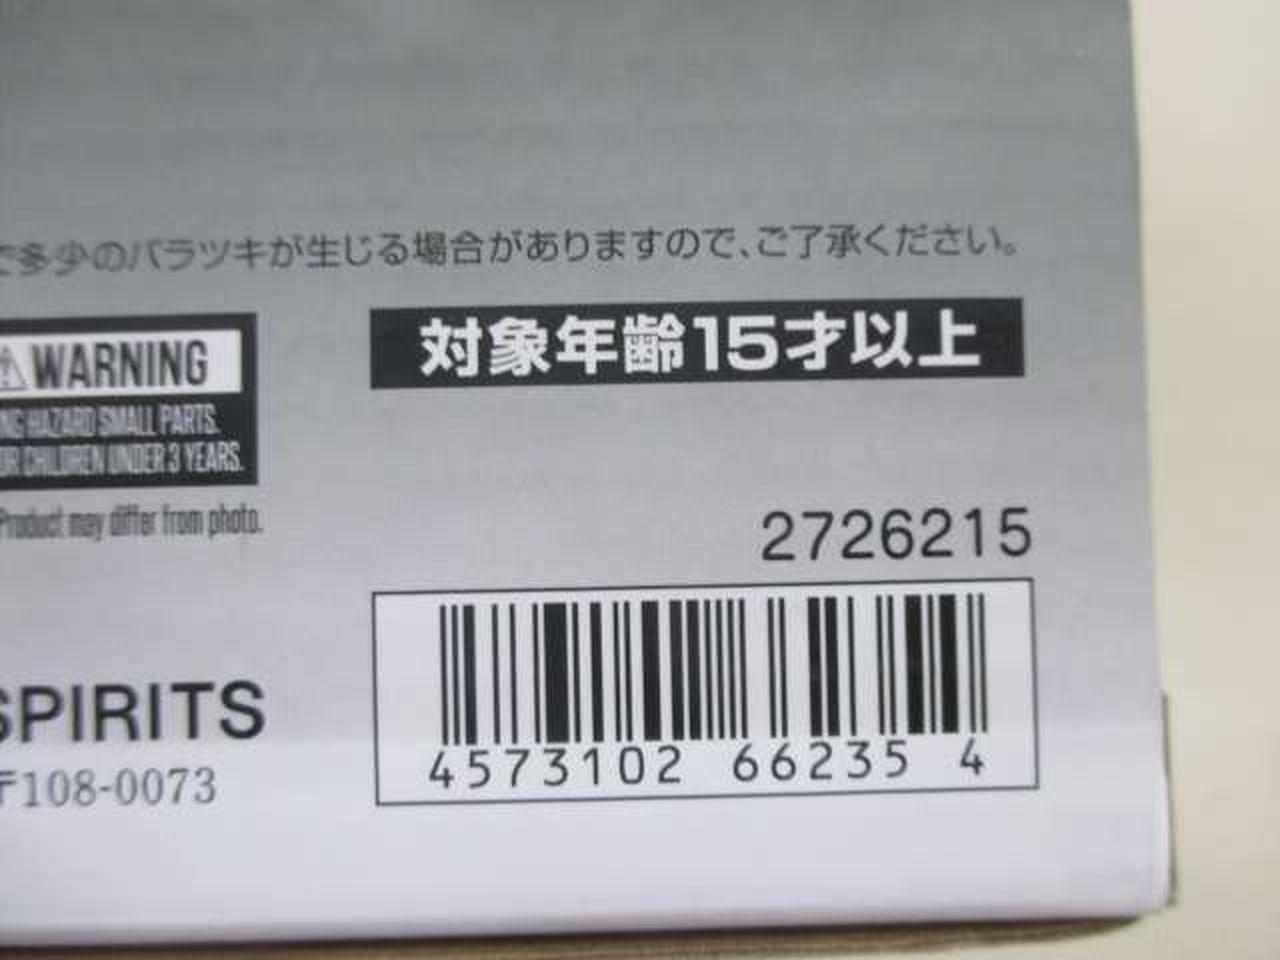 で多少のバラツキが生じる場合がありますので、ご了承ください。
WARNING
対象年齢15才以上
HAZARD SMALL PARTS.
CHILDREN UNDER 3 YEARS.
Product may differ from photo.
2726215
SPIRITS
〒108-0073
4573102 66235 4